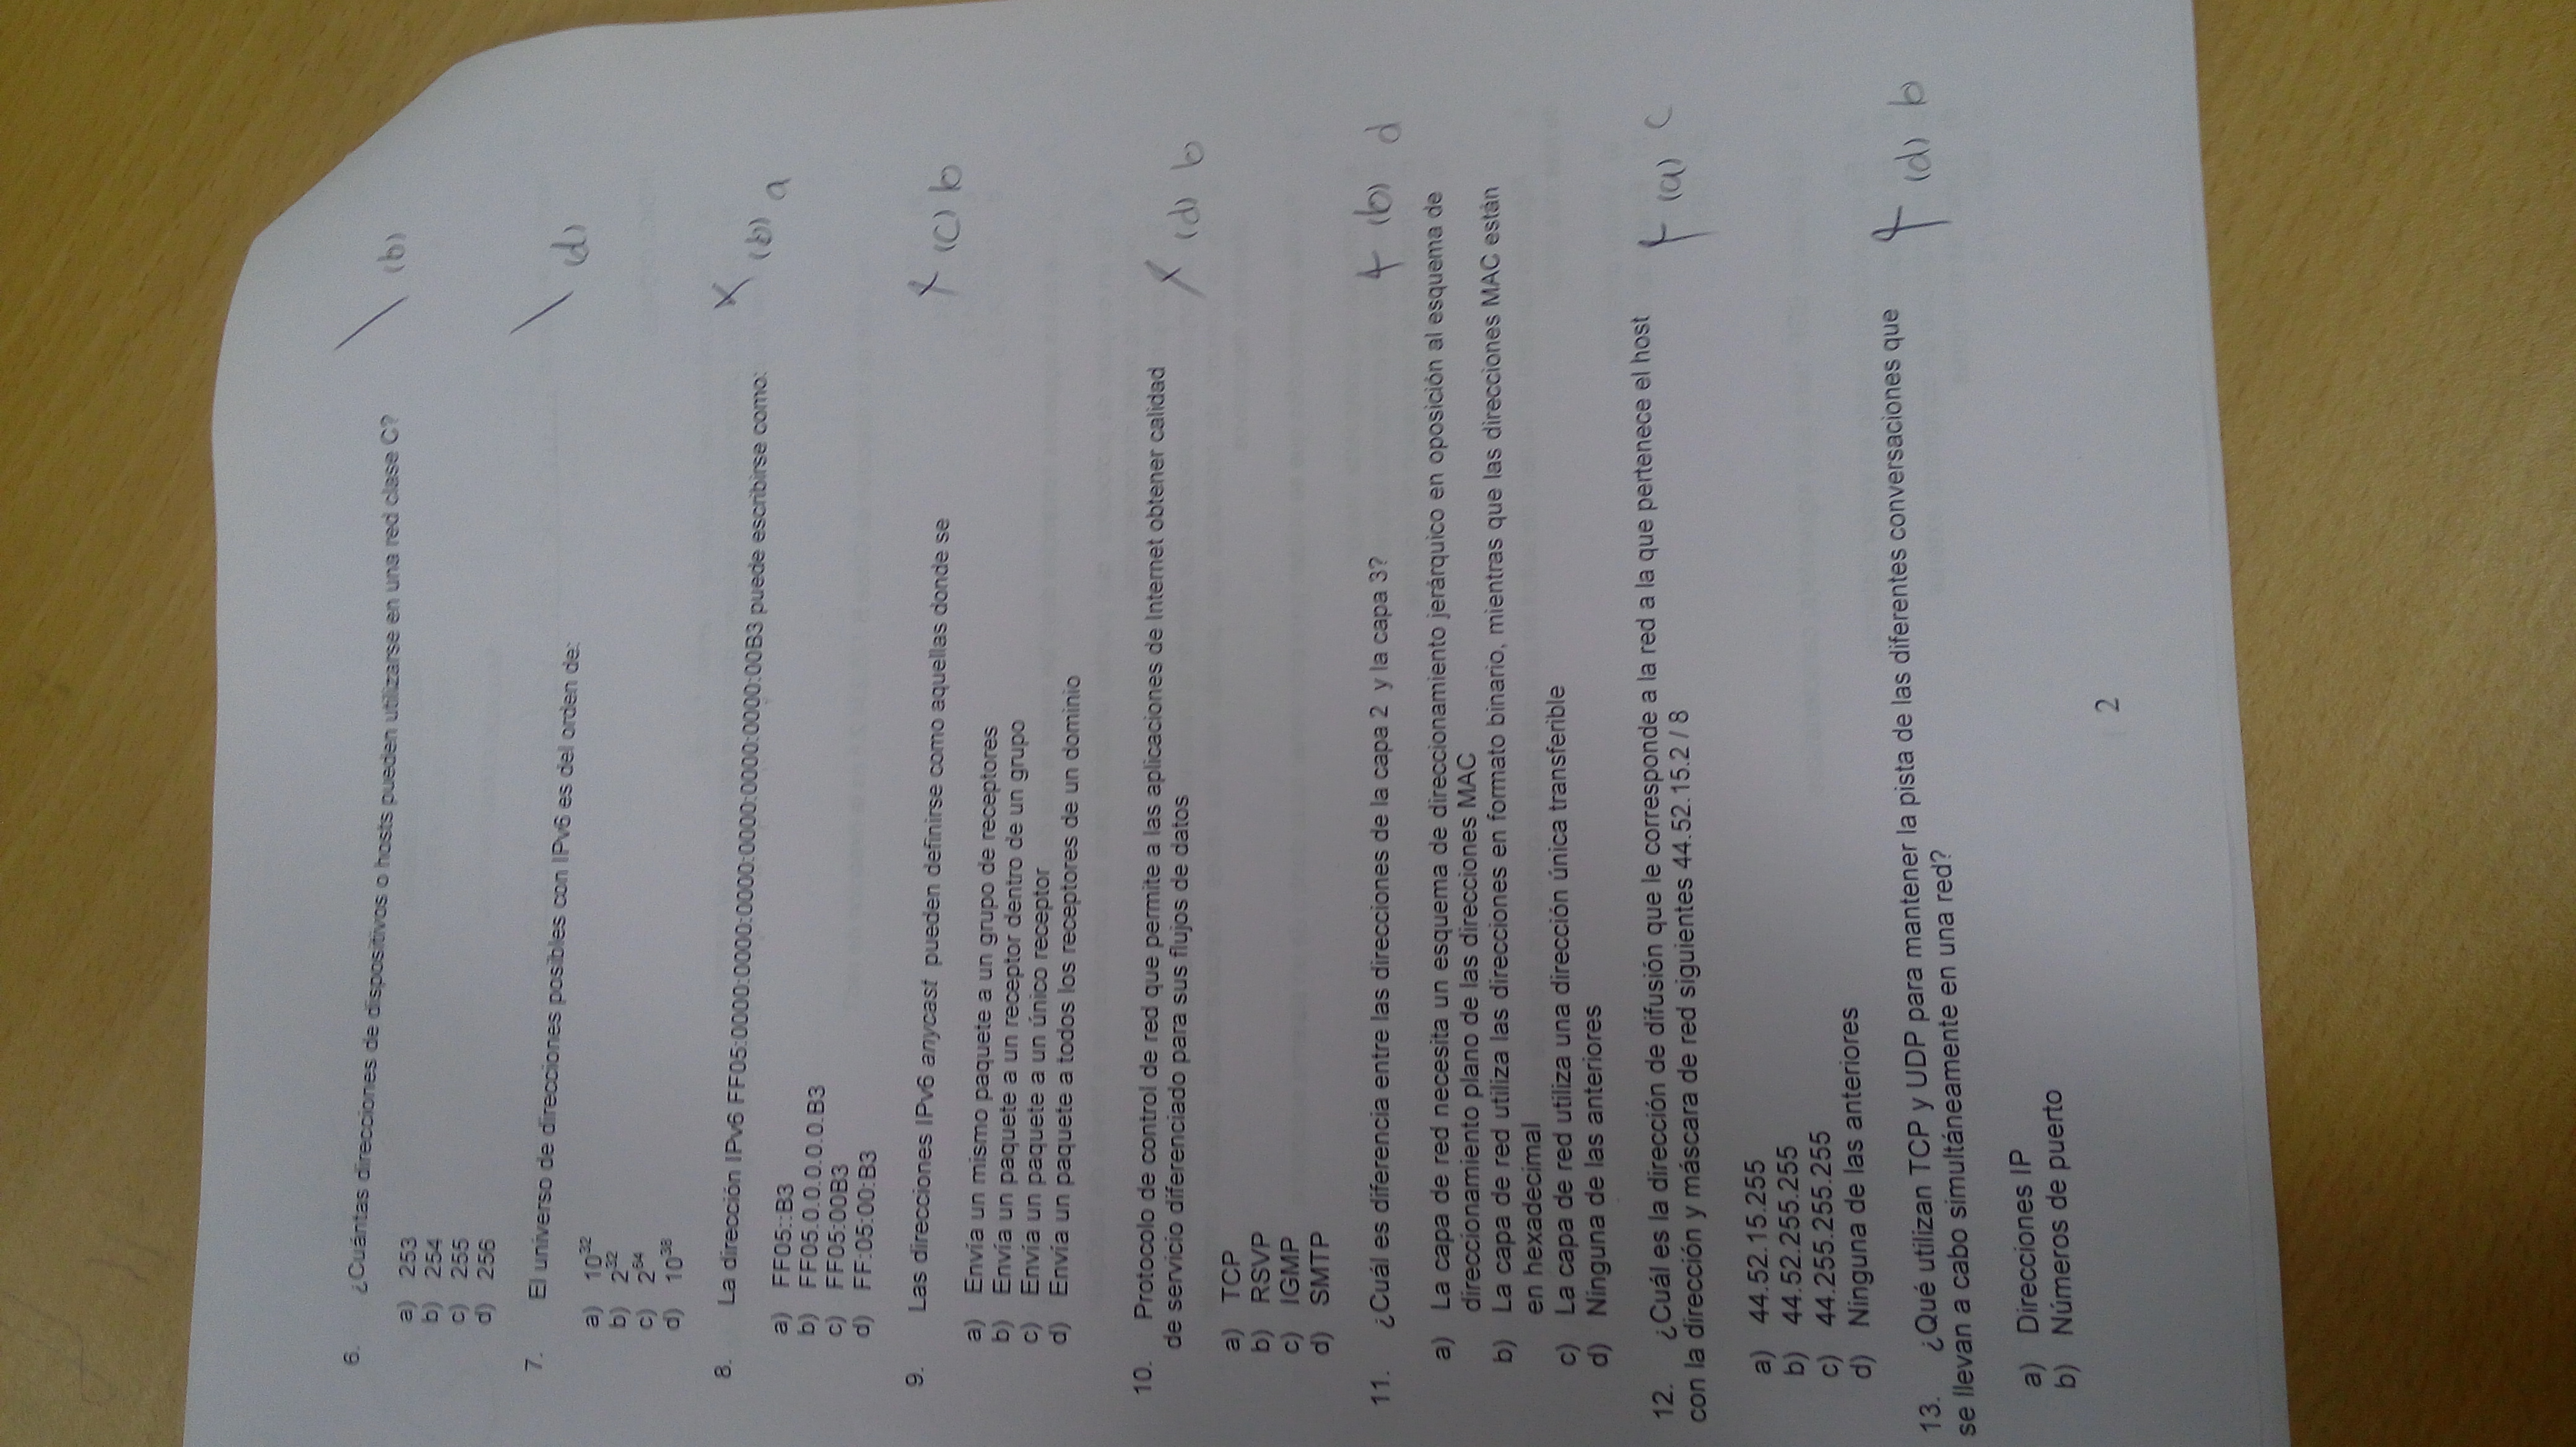 6. ¿Cuántas direcciones de dispositivos o hosts pueden utilizarse en una red clase C? \ (b)
a) 253
b) 254
c) 255
d) 256
7. El universo de direcciones posibles con IPv6 es del orden de: \ (d)
a) 10³²
b) 2³²
c) 2⁶⁴
d) 10³⁸
8. La dirección IPv6 FF05:0000:0000:0000:0000:0000:0000:00B3 puede escribirse como: x (b) a
a) FF05::B3
b) FF05.0.0.0.0.0.B3
c) FF05:00B3
d) FF:05:00:B3
9. Las direcciones IPv6 anycast pueden definirse como aquellas donde se x (c) b
a) Envía un mismo paquete a un grupo de receptores
b) Envía un paquete a un receptor dentro de un grupo
c) Envía un paquete a un único receptor
d) Envía un paquete a todos los receptores de un dominio
10. Protocolo de control de red que permite a las aplicaciones de Internet obtener calidad
de servicio diferenciado para sus flujos de datos x (d) b
a) TCP
b) RSVP
c) IGMP
d) SMTP
11. ¿Cuál es diferencia entre las direcciones de la capa 2 y la capa 3? x (b) d
a) La capa de red necesita un esquema de direccionamiento jerárquico en oposición al esquema de
direccionamiento plano de las direcciones MAC
b) La capa de red utiliza las direcciones en formato binario, mientras que las direcciones MAC están
en hexadecimal
c) La capa de red utiliza una dirección única transferible
d) Ninguna de las anteriores
12. ¿Cuál es la dirección de difusión que le corresponde a la red a la que pertenece el host x (a) c
con la dirección y máscara de red siguientes 44.52.15.2 / 8
a) 44.52.15.255
b) 44.52.255.255
c) 44.255.255.255
d) Ninguna de las anteriores
13. ¿Qué utilizan TCP y UDP para mantener la pista de las diferentes conversaciones que x (d) b
se llevan a cabo simultáneamente en una red?
a) Direcciones IP
b) Números de puerto
2